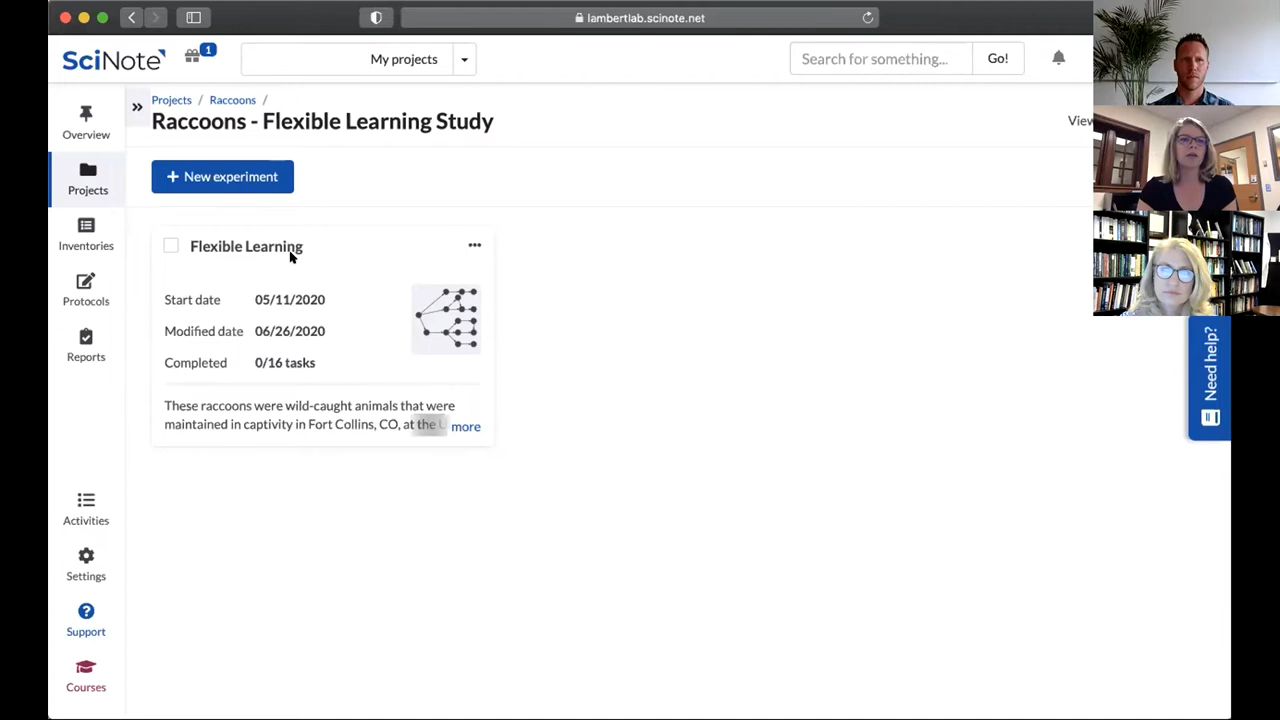 lambertlab.scinote.net
SciNote
1
My projects
Search for something...
Go!
Projects / Raccoons /
Raccoons - Flexible Learning Study
View
+ New experiment
Overview
Projects
Inventories
Protocols
Reports
Activities
Settings
Support
Courses
Flexible Learning
Start date 05/11/2020
Modified date 06/26/2020
Completed 0/16 tasks
These raccoons were wild-caught animals that were
maintained in captivity in Fort Collins, CO, at the U more
Need help?